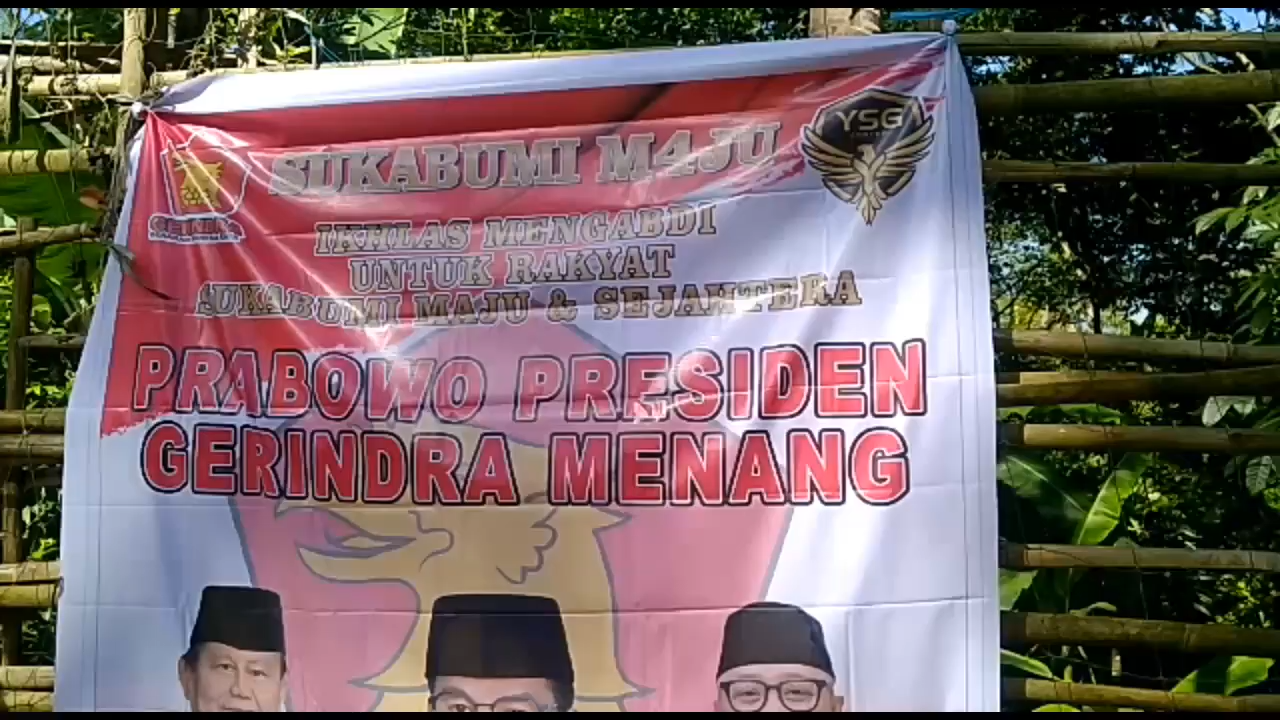 SUKABUMI M4JU
YSG
GERINDRA
IKHLAS MENGABDI
UNTUK RAKYAT
SUKABUMI MAJU & SEJAHTERA
PRABOWO PRESIDEN
GERINDRA MENANG